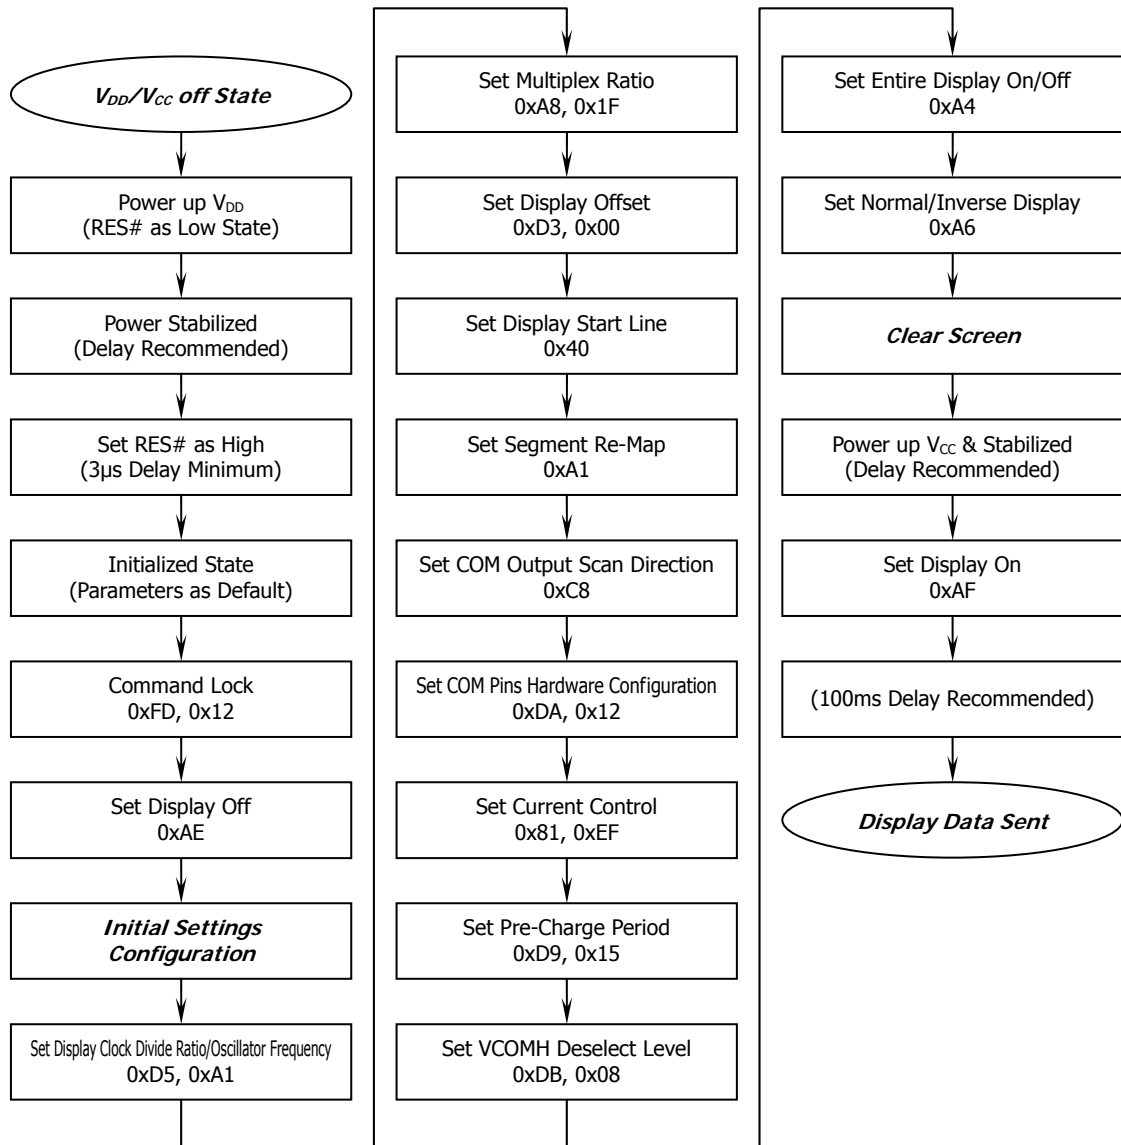 VDD/VCC off State
Power up VDD
(RES# as Low State)
Power Stabilized
(Delay Recommended)
Set RES# as High
(3μs Delay Minimum)
Initialized State
(Parameters as Default)
Command Lock
0xFD, 0x12
Set Display Off
0xAE
Initial Settings
Configuration
Set Display Clock Divide Ratio/Oscillator Frequency
0xD5, 0xA1
Set Multiplex Ratio
0xA8, 0x1F
Set Display Offset
0xD3, 0x00
Set Display Start Line
0x40
Set Segment Re-Map
0xA1
Set COM Output Scan Direction
0xC8
Set COM Pins Hardware Configuration
0xDA, 0x12
Set Current Control
0x81, 0xEF
Set Pre-Charge Period
0xD9, 0x15
Set VCOMH Deselect Level
0xDB, 0x08
Set Entire Display On/Off
0xA4
Set Normal/Inverse Display
0xA6
Clear Screen
Power up VCC & Stabilized
(Delay Recommended)
Set Display On
0xAF
(100ms Delay Recommended)
Display Data Sent